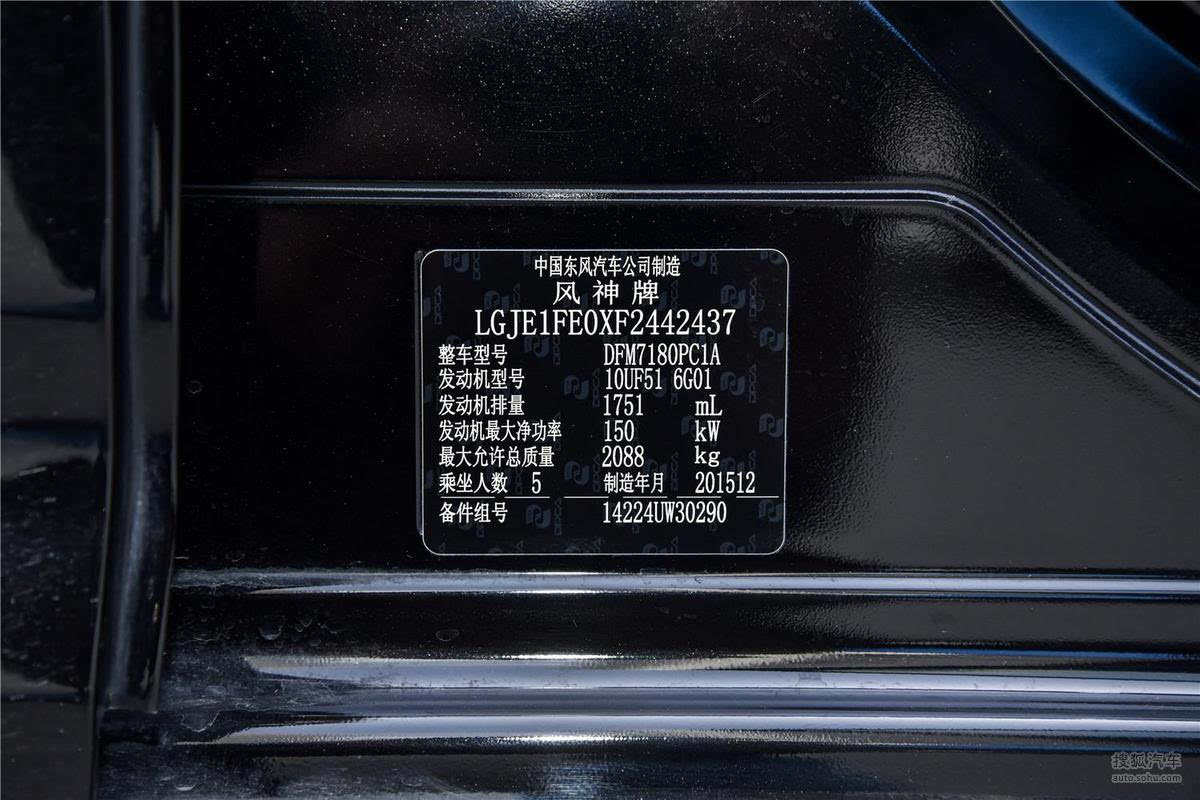 中国东风汽车公司制造
风神牌
LGJE1FE0XF2442437
整车型号 DFM7180PC1A
发动机型号 10UF51 6G01
发动机排量 1751 mL
发动机最大净功率 150 kW
最大允许总质量 2088 kg
乘坐人数 5 制造年月 201512
备件组号 14224UW30290
搜狐汽车
auto.sohu.com